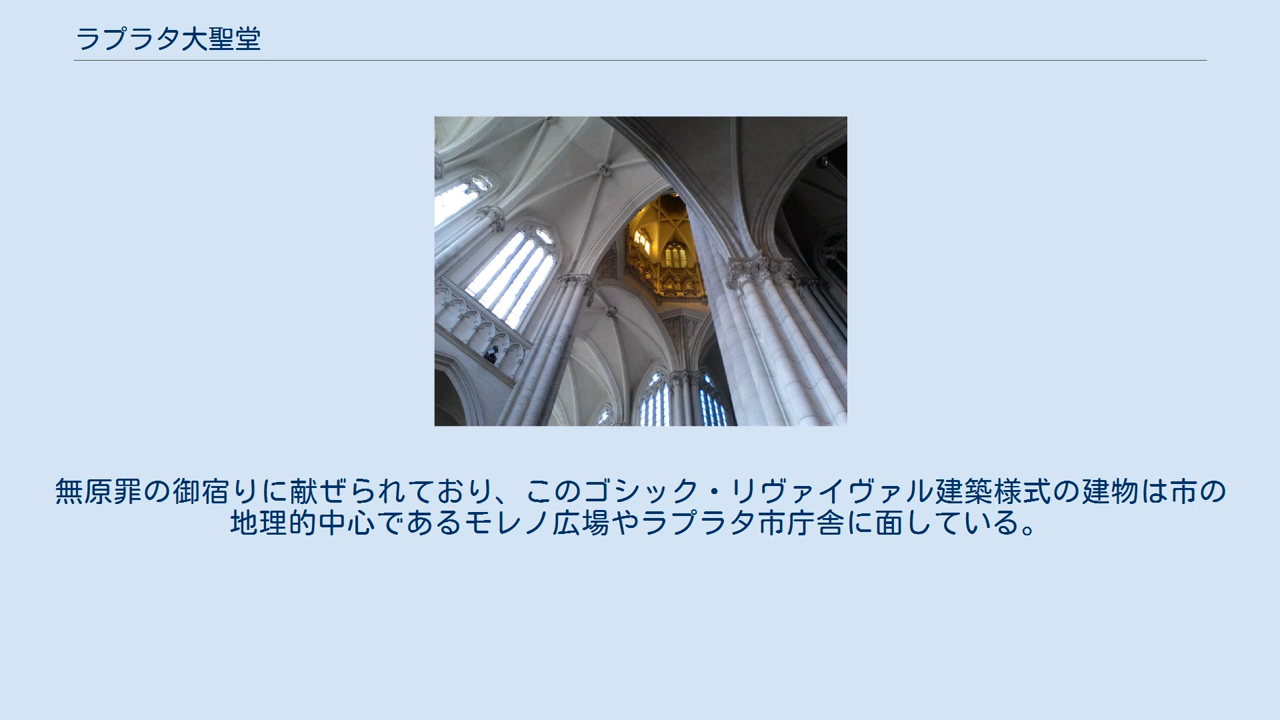 ラプラタ大聖堂
無原罪の御宿りに献ぜられており、このゴシック・リヴァイヴァル建築様式の建物は市の
地理的中心であるモレノ広場やラプラタ市庁舎に面している。